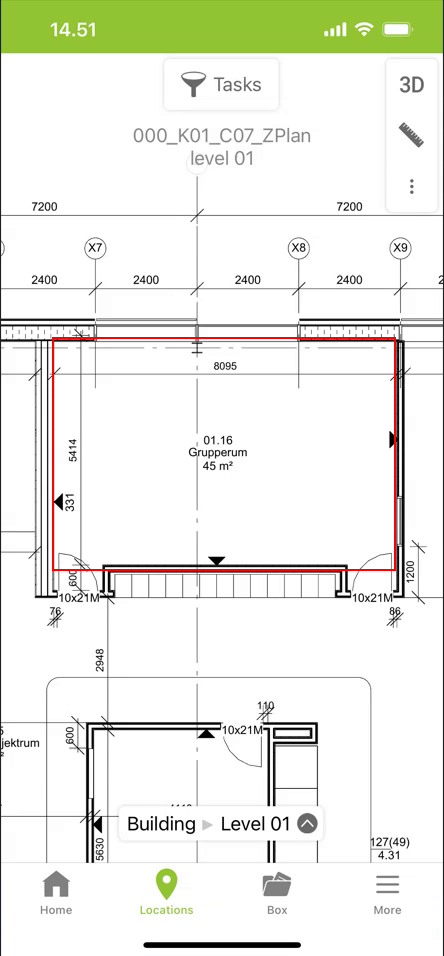 14.51
Tasks
3D
000_K01_C07_ZPlan
level 01
7200
7200
X7
X8
X9
2400
2400
2400
2400
2
8095
5414
01.16
Grupperum
45 m²
331
600
1200
10x21M
10x21M
76
86
2948
110
600
10x21M
jektrum
Building
Level 01
5630
127(49)
4.31
Home
Locations
Box
More